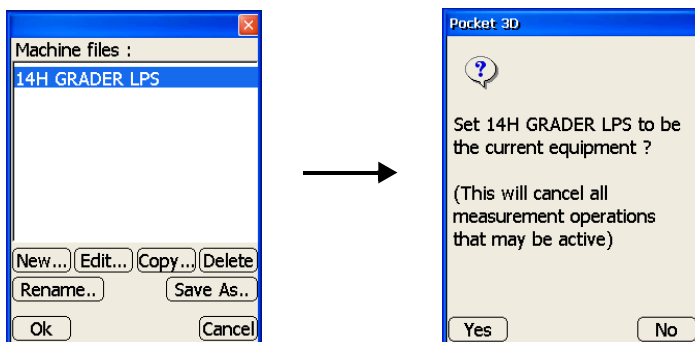 Machine files :
14H GRADER LPS
New... Edit... Copy... Delete
Rename.. Save As..
Ok Cancel
Pocket 3D
?
Set 14H GRADER LPS to be
the current equipment ?
(This will cancel all
measurement operations
that may be active)
Yes No